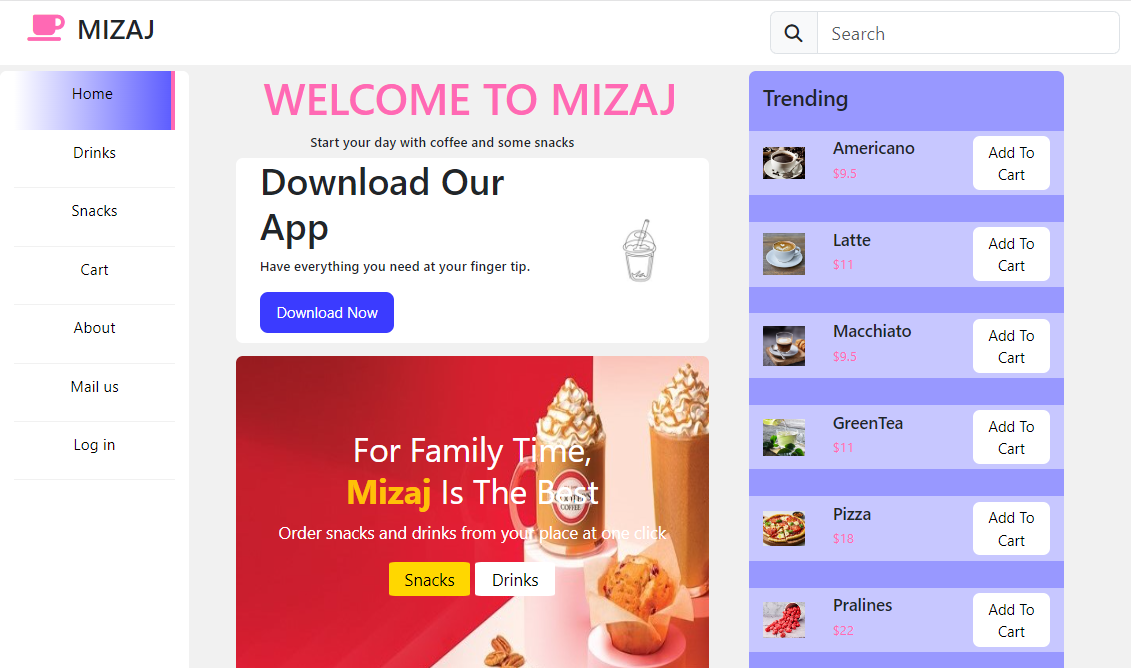 MIZAJ
Search
Home
Drinks
Snacks
Cart
About
Mail us
Log in
WELCOME TO MIZAJ
Start your day with coffee and some snacks
Download Our
App
Have everything you need at your finger tip.
Download Now
For Family Time,
Mizaj Is The Best
Order snacks and drinks from your place at one click
Snacks
Drinks
COFFEE
Trending
Americano
$9.5
Add To
Cart
Latte
$11
Add To
Cart
Macchiato
$9.5
Add To
Cart
GreenTea
$11
Add To
Cart
Pizza
$18
Add To
Cart
Pralines
$22
Add To
Cart